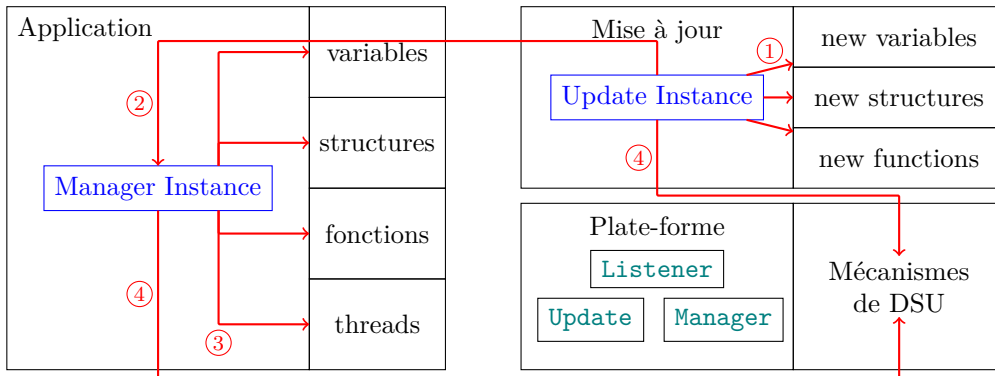 Application
variables
②
structures
Manager Instance
fonctions
④
threads
③
Mise à jour
①
new variables
Update Instance
new structures
④
new functions
Plate-forme
Listener
Update
Manager
Mécanismes
de DSU